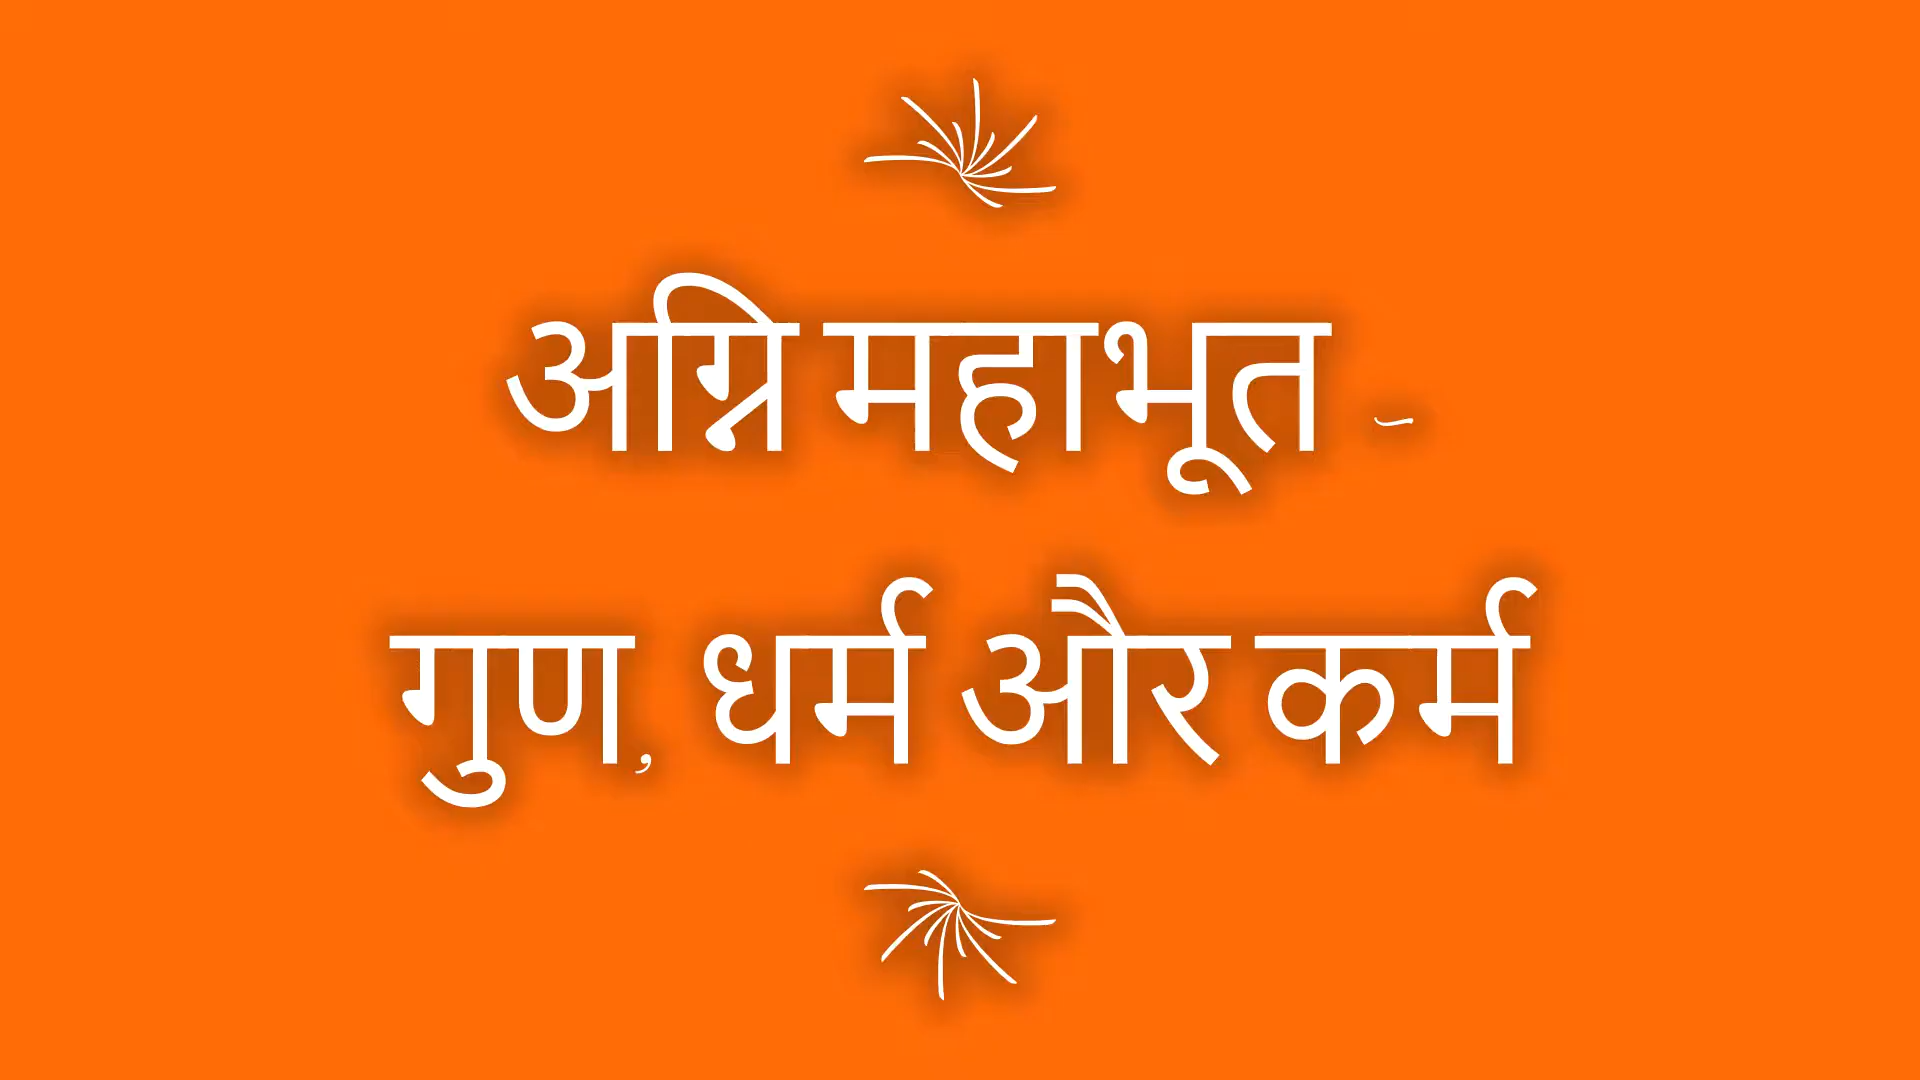 अग्नि महाभूत -
गुण, धर्म और कर्म